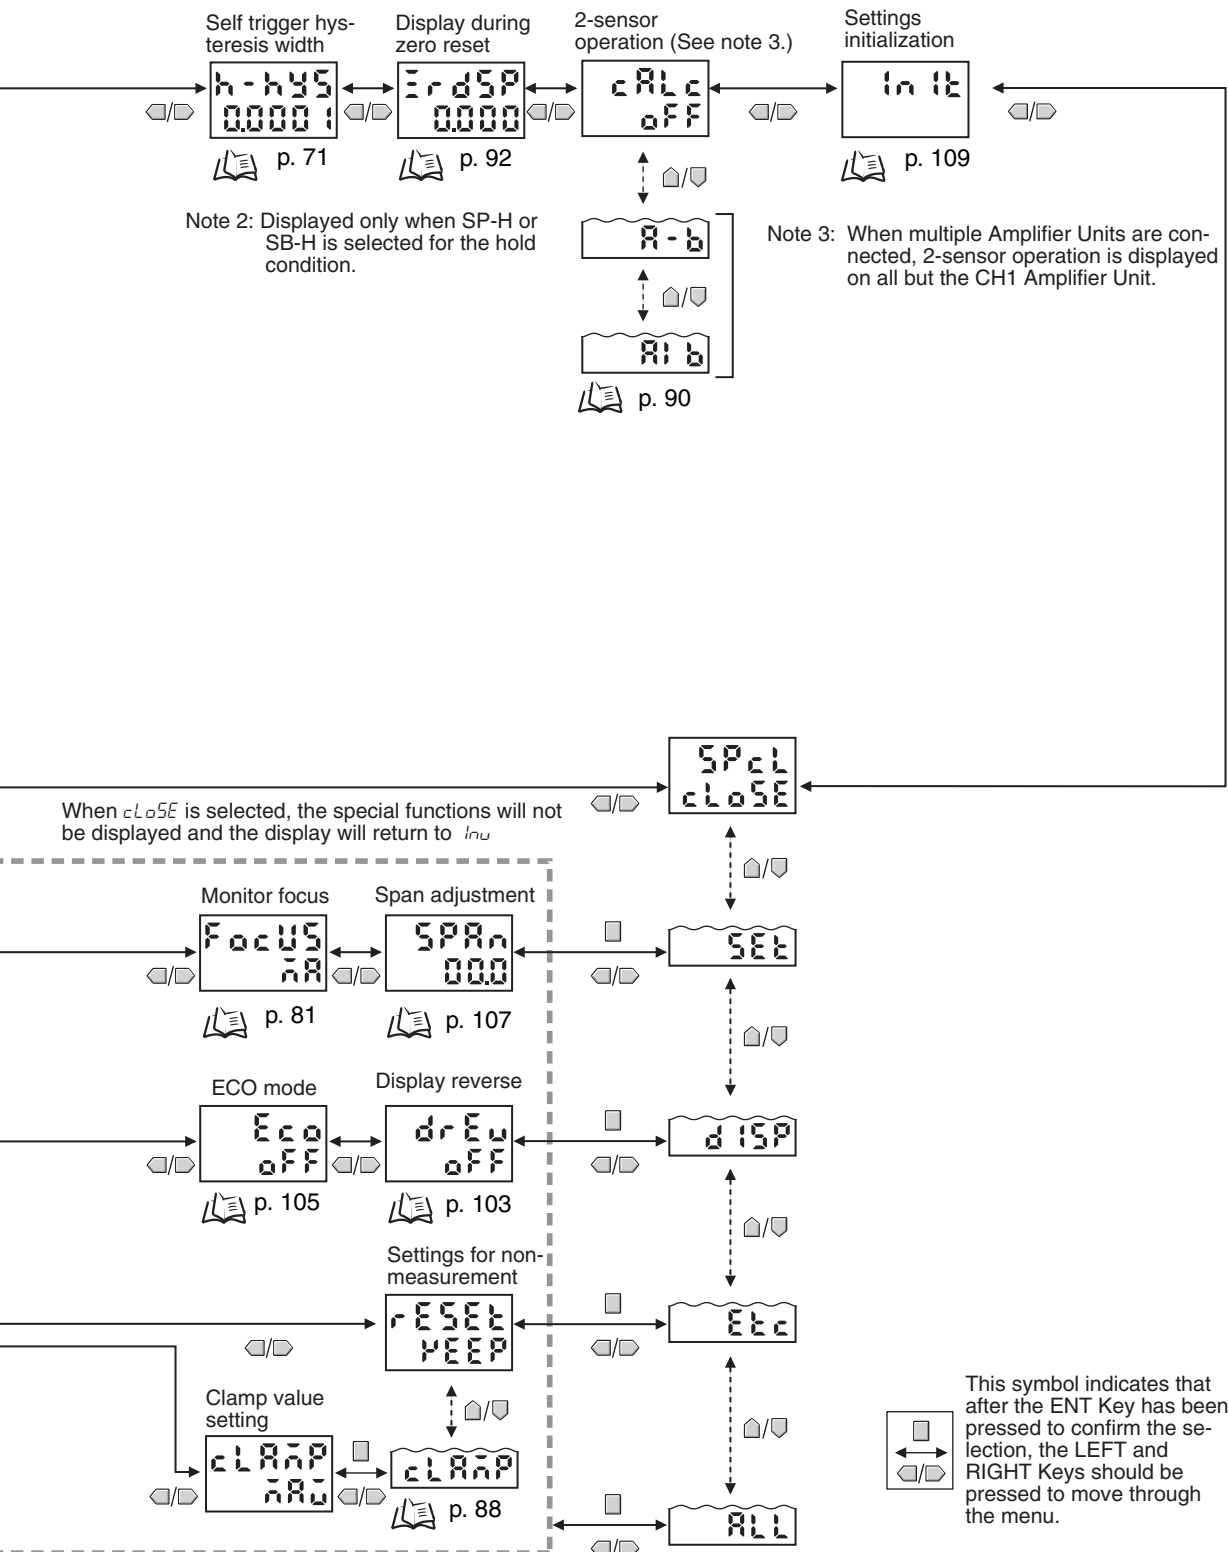 Self trigger hys-
teresis width
h-hYS
0.0001
p. 71
Display during
zero reset
ΞrdSP
0.000
p. 92
2-sensor
operation (See note 3.)
cALc
oFF
A-b
A1b
p. 90
Settings
initialization
InIt
p. 109
Note 2: Displayed only when SP-H or
SB-H is selected for the hold
condition.
Note 3: When multiple Amplifier Units are con-
nected, 2-sensor operation is displayed
on all but the CH1 Amplifier Unit.
SPcL
cLoSE
When cLoSE is selected, the special functions will not
be displayed and the display will return to Inu
Monitor focus
FocUS
p. 81
Span adjustment
SPAn
00.0
p. 107
SEt
ECO mode
Eco
oFF
p. 105
Display reverse
drEv
oFF
p. 103
dISP
Settings for non-
measurement
rESEt
KEEP
Etc
Clamp value
setting
cLAmP
cLAmP
p. 88
ALL
This symbol indicates that
after the ENT Key has been
pressed to confirm the se-
lection, the LEFT and
RIGHT Keys should be
pressed to move through
the menu.